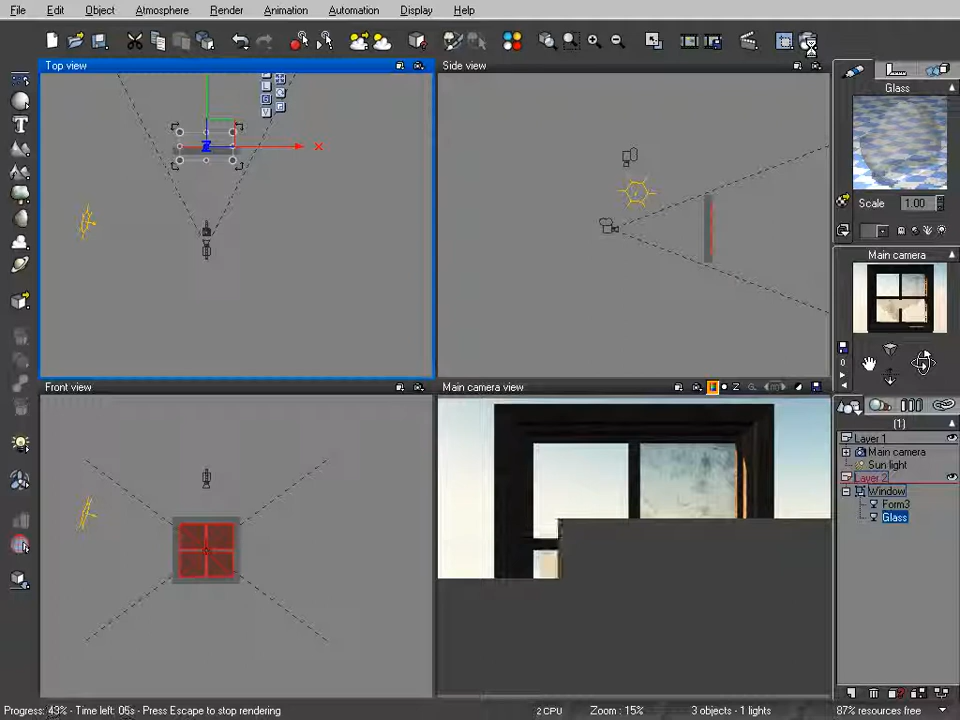 File Edit Object Atmosphere Render Animation Automation Display Help
Top view
Side view
Glass
Scale 1.00
Main camera
0
Front view
Main camera view
Z
(1)
Layer 1
Main camera
Sun light
Layer 2
Window
Form3
Glass
Progress: 43% - Time left: 05s - Press Escape to stop rendering
2 CPU
Zoom : 15%
3 objects - 1 lights
87% resources free